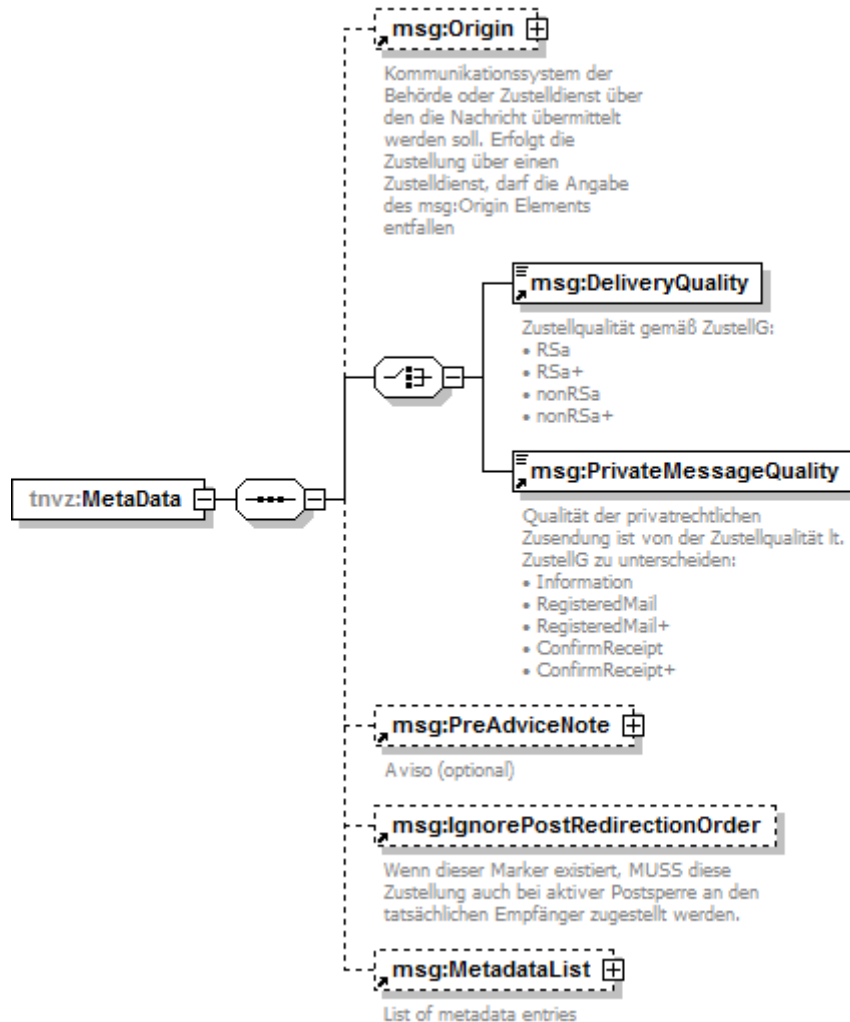 msg:Origin
Kommunikationssystem der
Behörde oder Zustelldienst über
den die Nachricht übermittelt
werden soll. Erfolgt die
Zustellung über einen
Zustelldienst, darf die Angabe
des msg:Origin Elements
entfallen
msg:DeliveryQuality
Zustellqualität gemäß ZustellG:
• RSa
• RSa+
• nonRSa
• nonRSa+
tnvz:MetaData
msg:PrivateMessageQuality
Qualität der privatrechtlichen
Zusendung ist von der Zustellqualität lt.
ZustellG zu unterscheiden:
• Information
• RegisteredMail
• RegisteredMail+
• ConfirmReceipt
• ConfirmReceipt+
msg:PreAdviceNote
Aviso (optional)
msg:IgnorePostRedirectionOrder
Wenn dieser Marker existiert, MUSS diese
Zustellung auch bei aktiver Postsperre an den
tatsächlichen Empfänger zugestellt werden.
msg:MetadataList
List of metadata entries